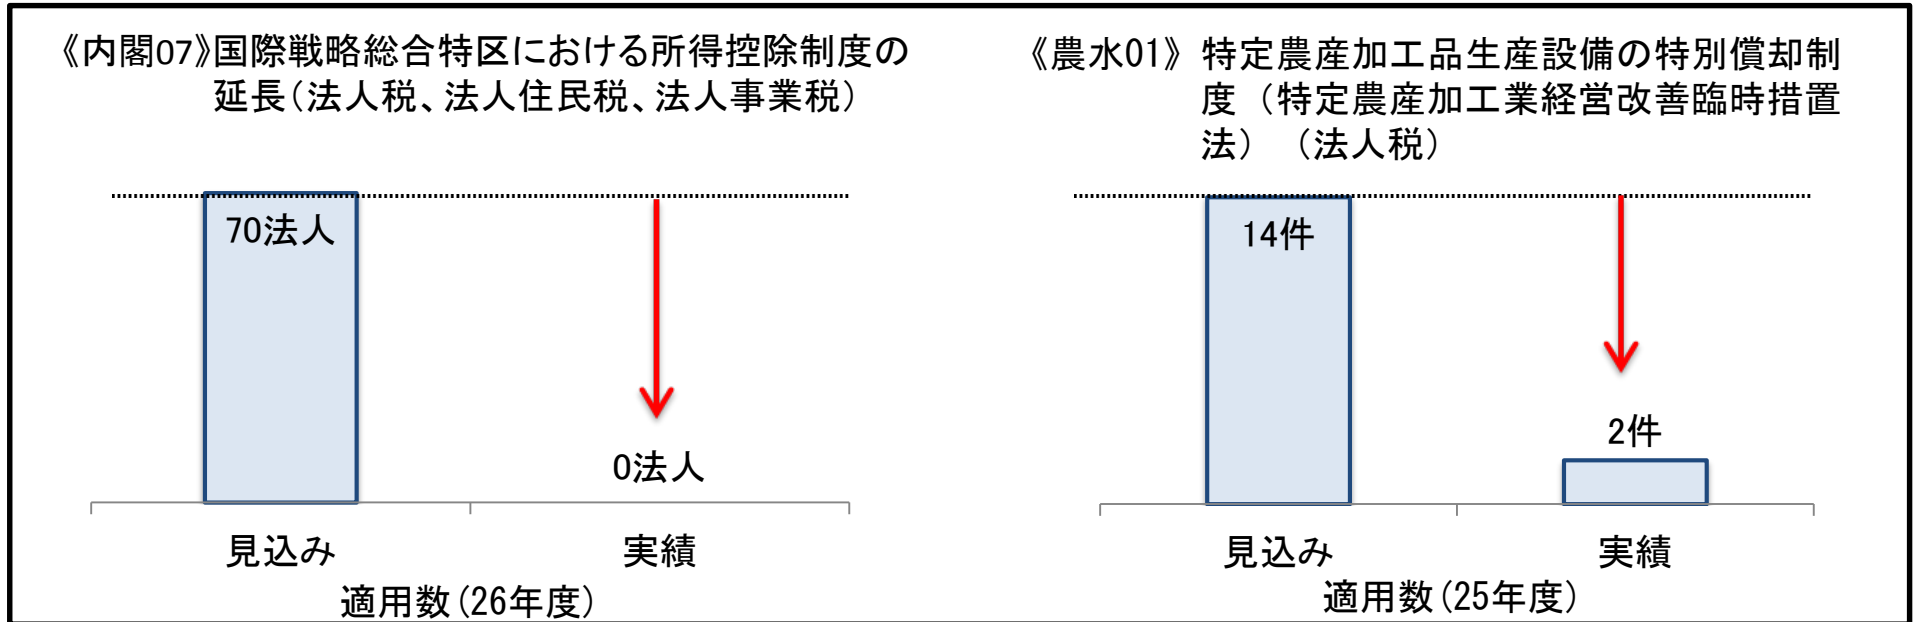 《内閣07》国際戦略総合特区における所得控除制度の
延長(法人税、法人住民税、法人事業税)
70法人
0法人
見込み
実績
適用数(26年度)
《農水01》 特定農産加工品生産設備の特別償却制
度 (特定農産加工業経営改善臨時措置
法) (法人税)
14件
2件
見込み
実績
適用数(25年度)